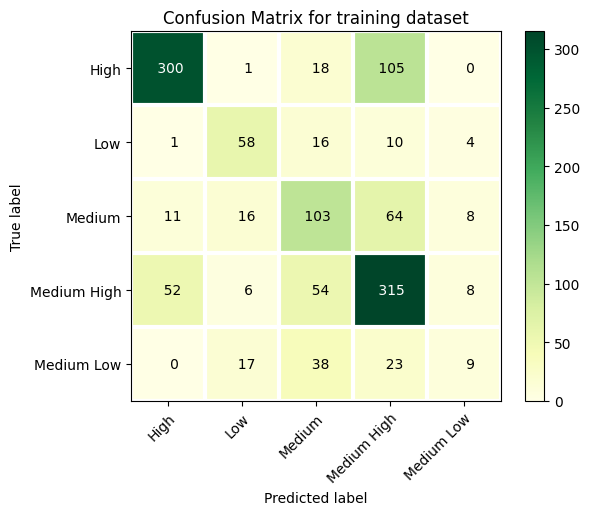 Confusion Matrix for training dataset
True label
High 300 1 18 105 0
Low 1 58 16 10 4
Medium 11 16 103 64 8
Medium High 52 6 54 315 8
Medium Low 0 17 38 23 9
High Low Medium Medium High Medium Low
Predicted label
300
250
200
150
100
50
0